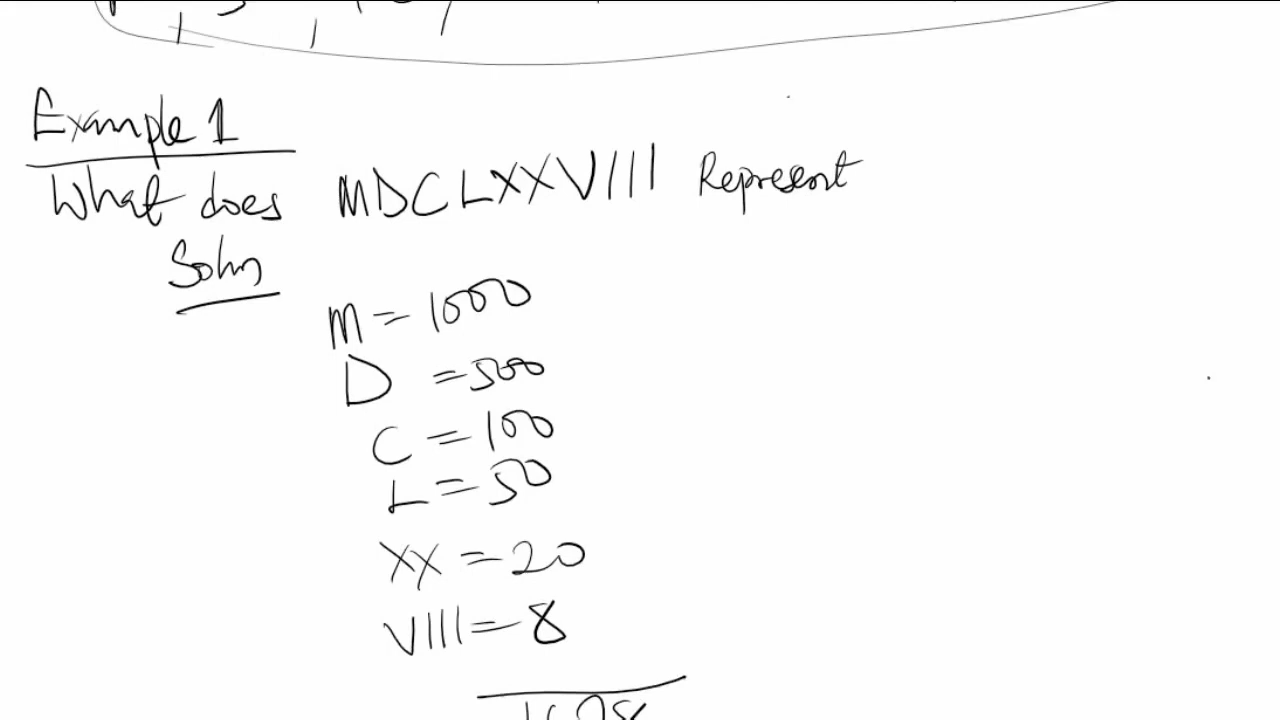 Example 1
What does MDCLXXVIII Represent
Soln
M = 1000
D = 500
C = 100
L = 50
XX = 20
VIII = 8